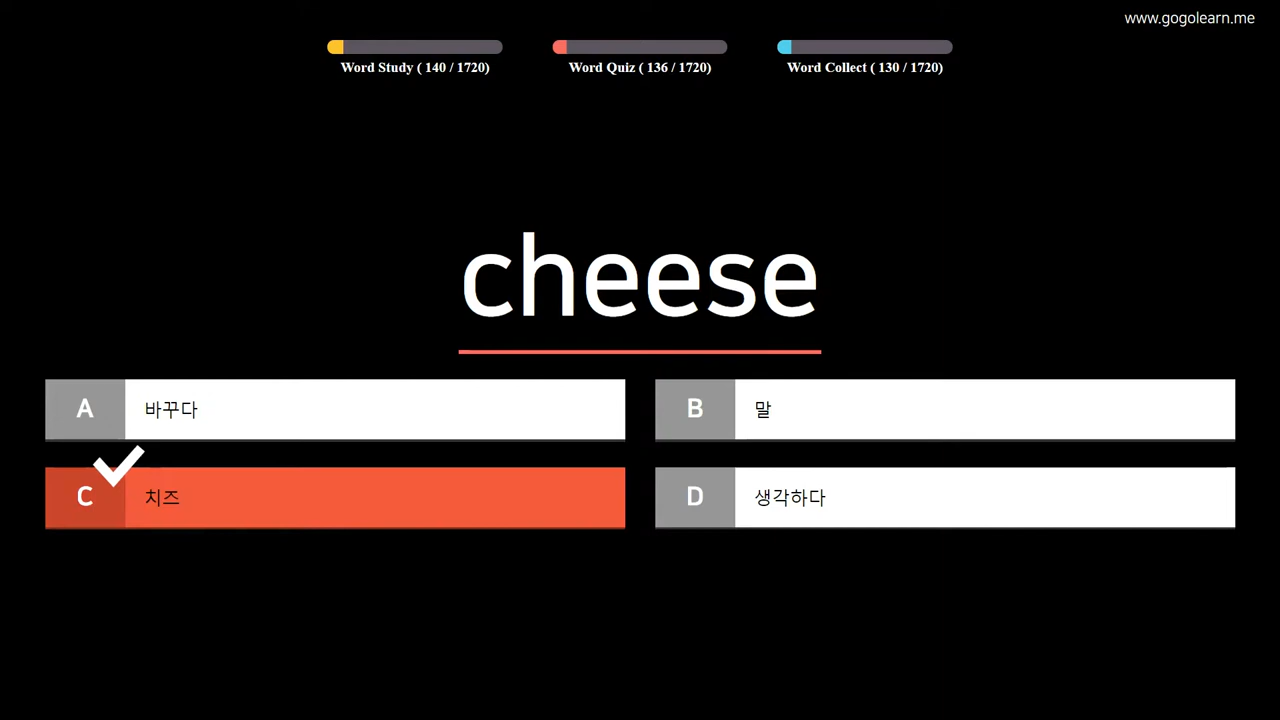 www.gogolearn.me
Word Study ( 140 / 1720)
Word Quiz ( 136 / 1720)
Word Collect ( 130 / 1720)
cheese
A 바꾸다
B 말
C 치즈
D 생각하다